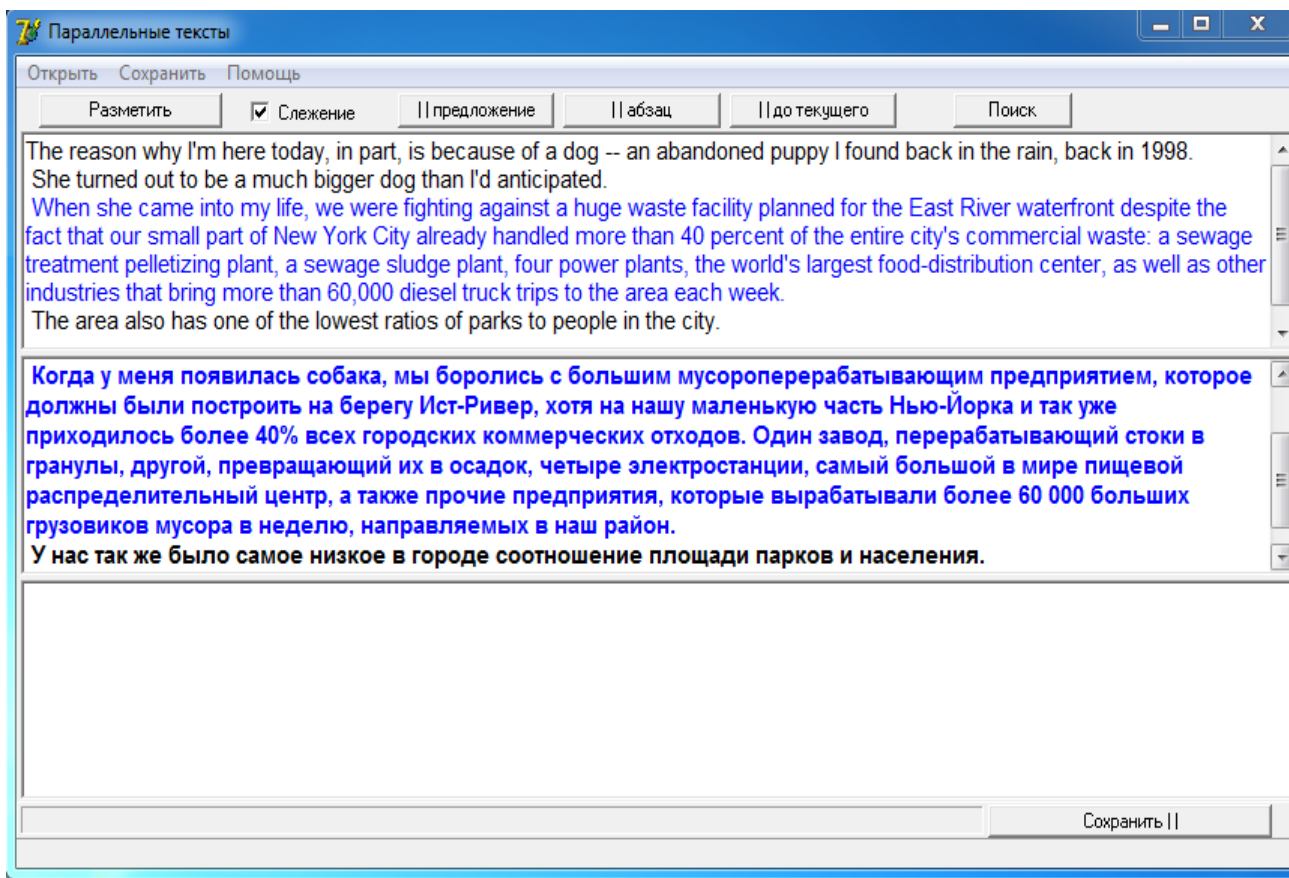 Параллельные тексты
Открыть Сохранить Помощь
Разметить Слежение ||предложение ||абзац ||до текущего Поиск
The reason why I'm here today, in part, is because of a dog -- an abandoned puppy I found back in the rain, back in 1998.
She turned out to be a much bigger dog than I'd anticipated.
When she came into my life, we were fighting against a huge waste facility planned for the East River waterfront despite the
fact that our small part of New York City already handled more than 40 percent of the entire city's commercial waste: a sewage
treatment pelletizing plant, a sewage sludge plant, four power plants, the world's largest food-distribution center, as well as other
industries that bring more than 60,000 diesel truck trips to the area each week.
The area also has one of the lowest ratios of parks to people in the city.
Когда у меня появилась собака, мы боролись с большим мусороперерабатывающим предприятием, которое
должны были построить на берегу Ист-Ривер, хотя на нашу маленькую часть Нью-Йорка и так уже
приходилось более 40% всех городских коммерческих отходов. Один завод, перерабатывающий стоки в
гранулы, другой, превращающий их в осадок, четыре электростанции, самый большой в мире пищевой
распределительный центр, а также прочие предприятия, которые вырабатывали более 60 000 больших
грузовиков мусора в неделю, направляемых в наш район.
У нас так же было самое низкое в городе соотношение площади парков и населения.
Сохранить ||